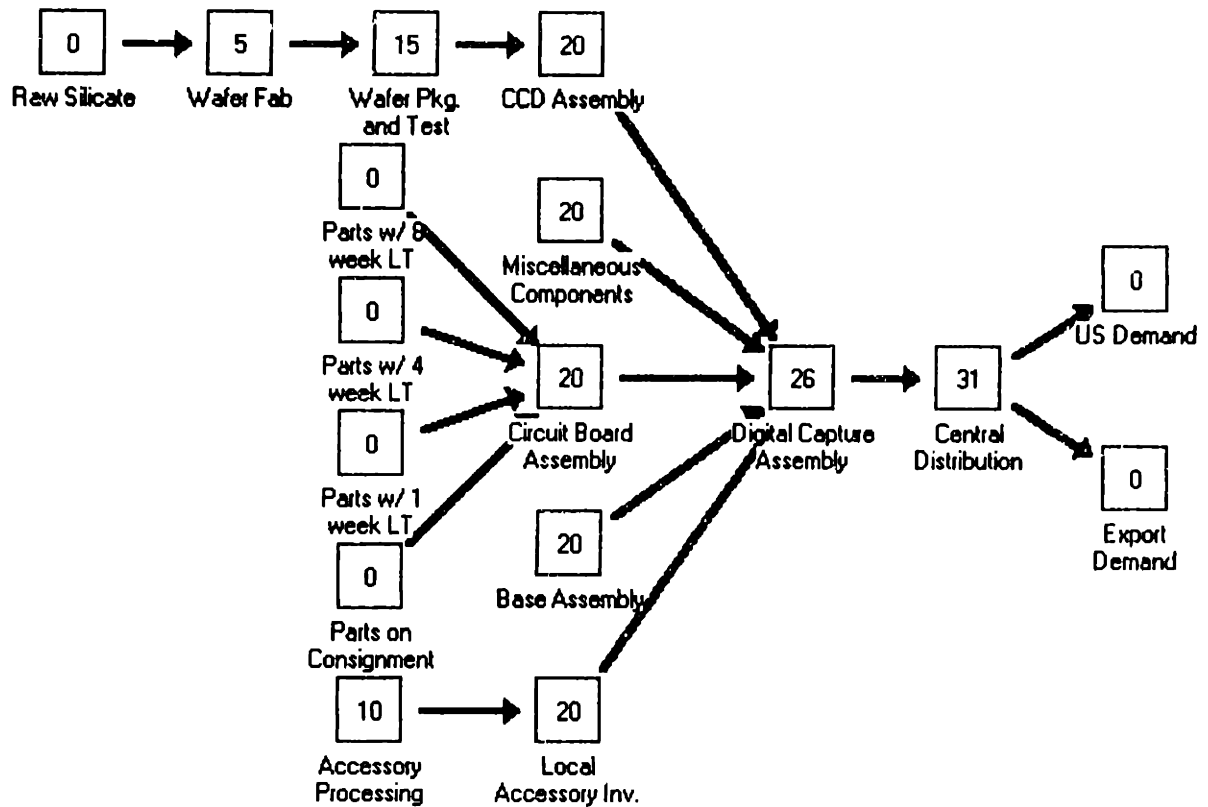 0
5
15
20
Raw Silicate
Wafer Fab
Wafer Pkg.
and Test
CCD Assembly
0
Parts w/ 8
week LT
20
Miscellaneous
Components
0
US Demand
0
Parts w/ 4
week LT
20
Circuit Board
Assembly
26
Digital Capture
Assembly
31
Central
Distribution
0
Parts w/ 1
week LT
0
Export
Demand
20
Base Assembly
0
Parts on
Consignment
10
Accessory
Processing
20
Local
Accessory Inv.